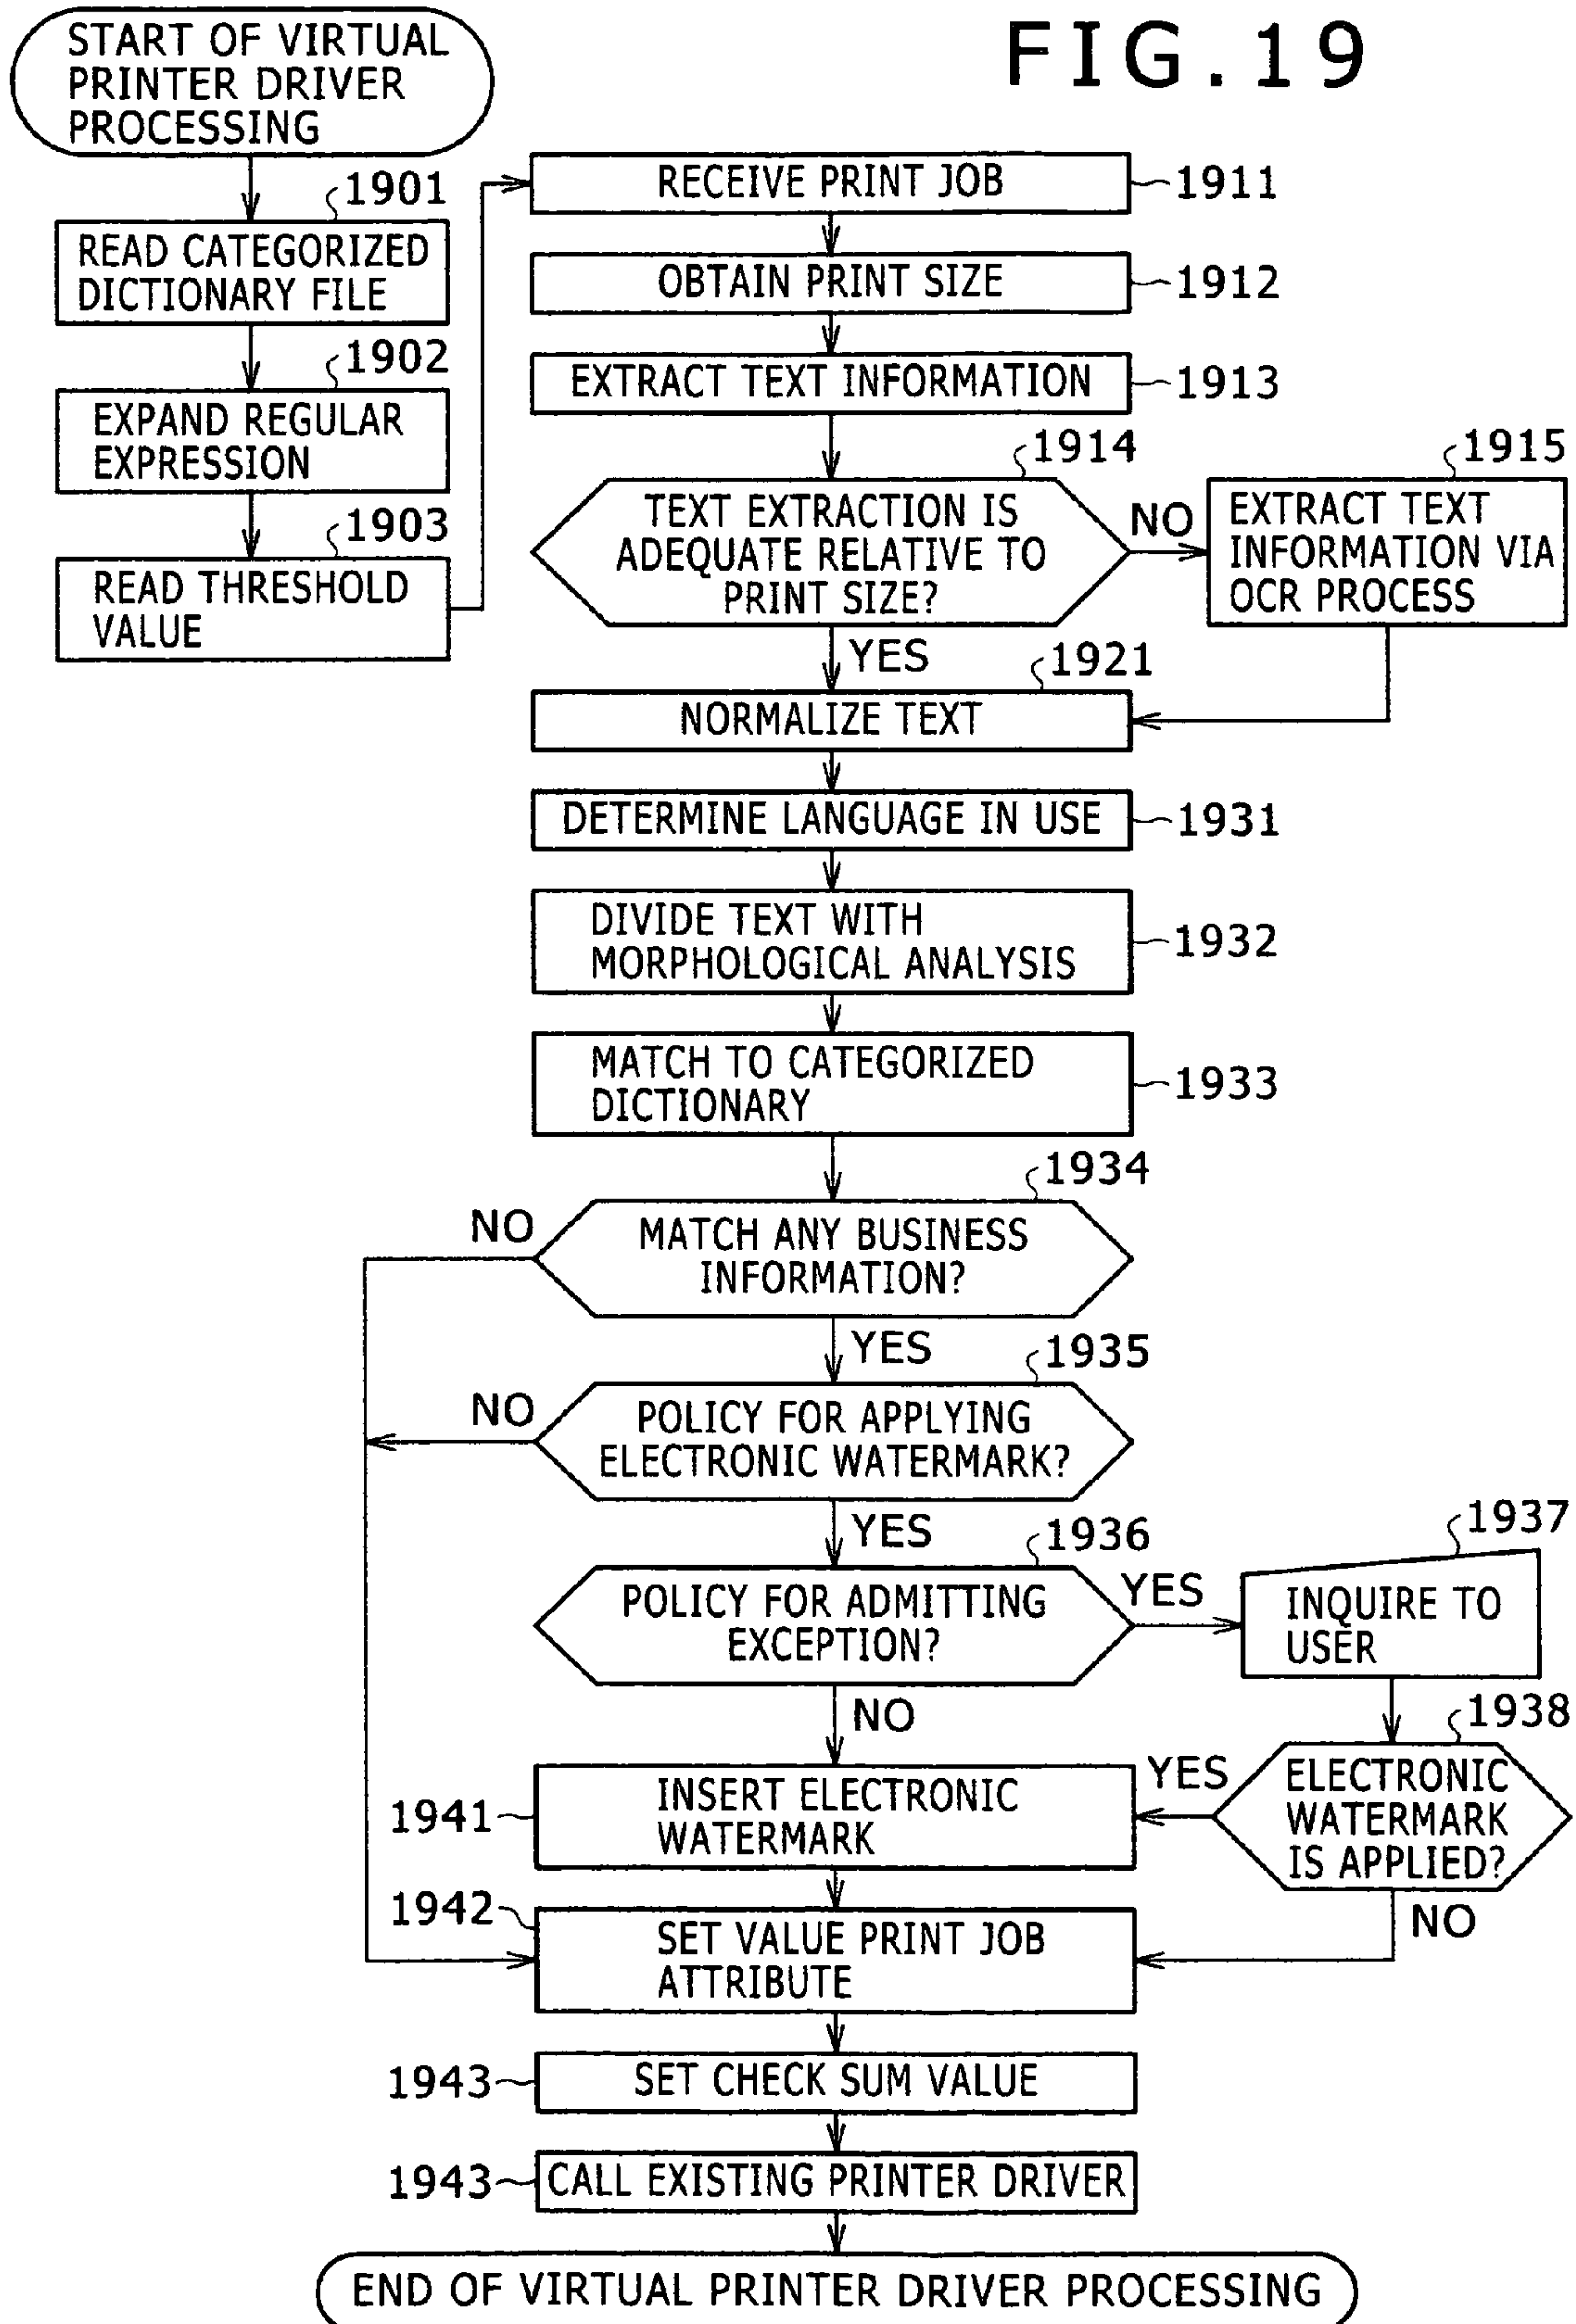 FIG.19
START OF VIRTUAL
PRINTER DRIVER
PROCESSING
1901
READ CATEGORIZED
DICTIONARY FILE
1902
EXPAND REGULAR
EXPRESSION
1903
READ THRESHOLD
VALUE
RECEIVE PRINT JOB
1911
OBTAIN PRINT SIZE
1912
EXTRACT TEXT INFORMATION
1913
1914
TEXT EXTRACTION IS
ADEQUATE RELATIVE TO
PRINT SIZE?
NO
1915
EXTRACT TEXT
INFORMATION VIA
OCR PROCESS
YES
1921
NORMALIZE TEXT
DETERMINE LANGUAGE IN USE
1931
DIVIDE TEXT WITH
MORPHOLOGICAL ANALYSIS
1932
MATCH TO CATEGORIZED
DICTIONARY
1933
1934
NO
MATCH ANY BUSINESS
INFORMATION?
YES
1935
NO
POLICY FOR APPLYING
ELECTRONIC WATERMARK?
YES
1936
POLICY FOR ADMITTING
EXCEPTION?
YES
1937
INQUIRE TO
USER
NO
1938
ELECTRONIC
WATERMARK
IS APPLIED?
YES
1941
INSERT ELECTRONIC
WATERMARK
NO
1942
SET VALUE PRINT JOB
ATTRIBUTE
1943
SET CHECK SUM VALUE
1943
CALL EXISTING PRINTER DRIVER
END OF VIRTUAL PRINTER DRIVER PROCESSING